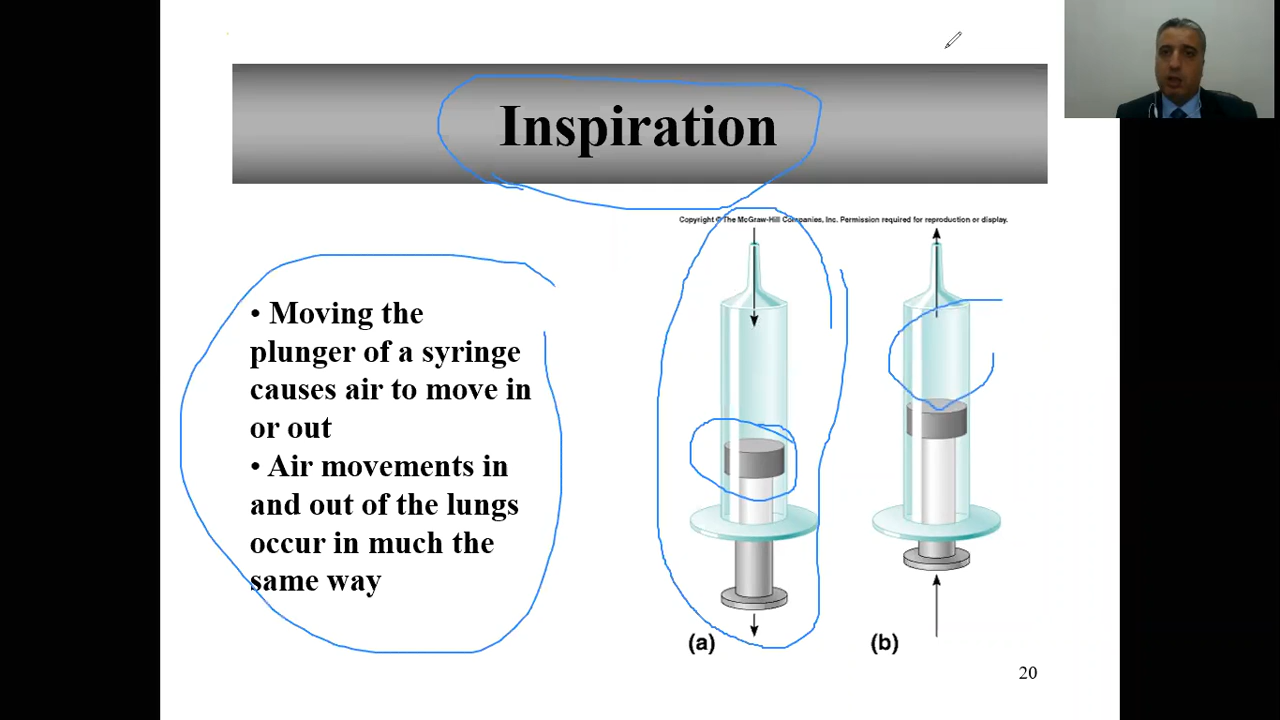 Inspiration
Copyright © The McGraw-Hill Companies, Inc. Permission required for reproduction or display.
• Moving the
plunger of a syringe
causes air to move in
or out
• Air movements in
and out of the lungs
occur in much the
same way
(a)
(b)
20